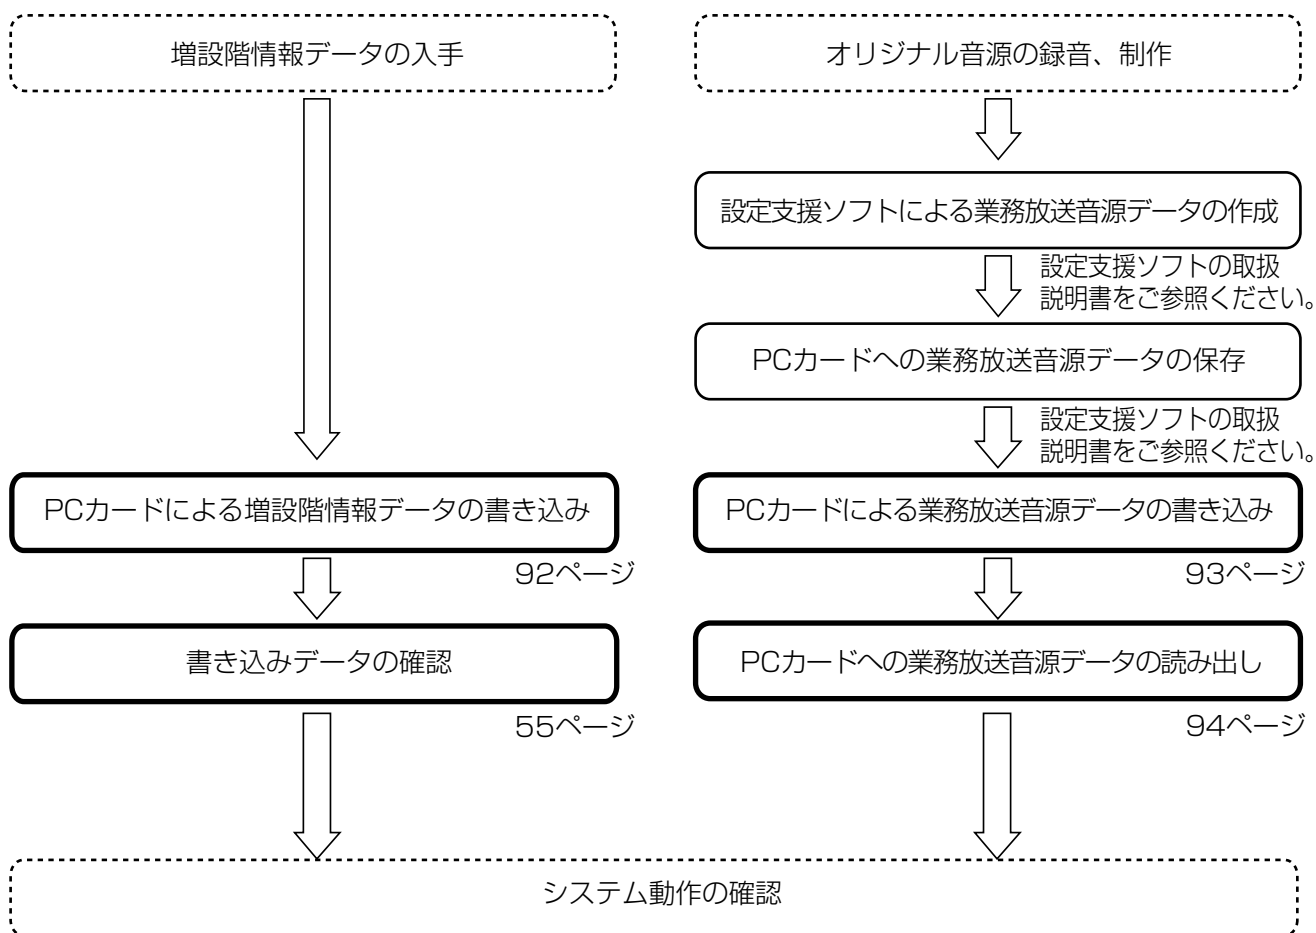 増設階情報データの入手
オリジナル音源の録音、制作
設定支援ソフトによる業務放送音源データの作成
設定支援ソフトの取扱
説明書をご参照ください。
PCカードへの業務放送音源データの保存
設定支援ソフトの取扱
説明書をご参照ください。
PCカードによる増設階情報データの書き込み
92ページ
PCカードによる業務放送音源データの書き込み
93ページ
書き込みデータの確認
55ページ
PCカードへの業務放送音源データの読み出し
94ページ
システム動作の確認